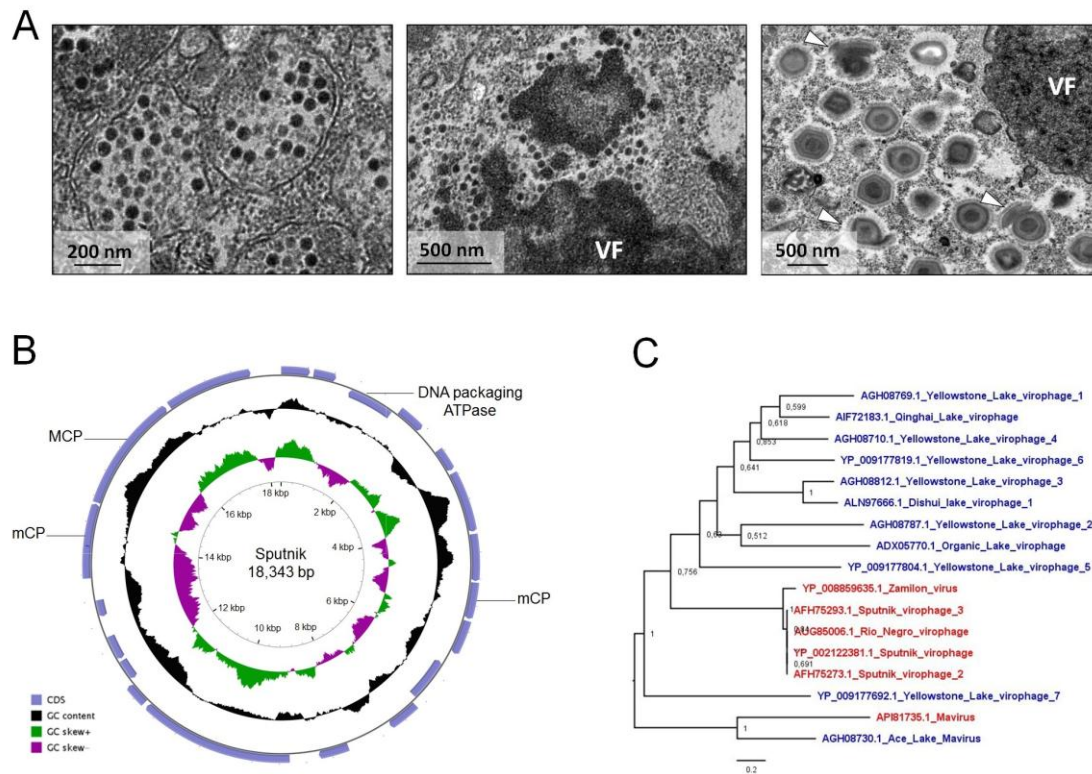 A
200 nm
500 nm
VF
500 nm
VF
B
DNA packaging
ATPase
MCP
mCP
mCP
18 kbp
2 kbp
4 kbp
6 kbp
8 kbp
10 kbp
12 kbp
14 kbp
16 kbp
Sputnik
18,343 bp
CDS
GC content
GC skew+
GC skew-
C
AGH08769.1_Yellowstone_Lake_virophage_1
0,599
AIF72183.1_Qinghai_Lake_virophage
0,618
AGH08710.1_Yellowstone_Lake_virophage_4
0,853
YP_009177819.1_Yellowstone_Lake_virophage_6
0,641
AGH08812.1_Yellowstone_Lake_virophage_3
1
ALN97666.1_Dishui_lake_virophage_1
AGH08787.1_Yellowstone_Lake_virophage_2
0,63
0,512
ADX05770.1_Organic_Lake_virophage
YP_009177804.1_Yellowstone_Lake_virophage_5
0,756
YP_008859635.1_Zamilon_virus
1
AFH75293.1_Sputnik_virophage_3
AUG85006.1_Rio_Negro_virophage
YP_002122381.1_Sputnik_virophage
0,691
AFH75273.1_Sputnik_virophage_2
1
YP_009177692.1_Yellowstone_Lake_virophage_7
API81735.1_Mavirus
1
AGH08730.1_Ace_Lake_Mavirus
0.2